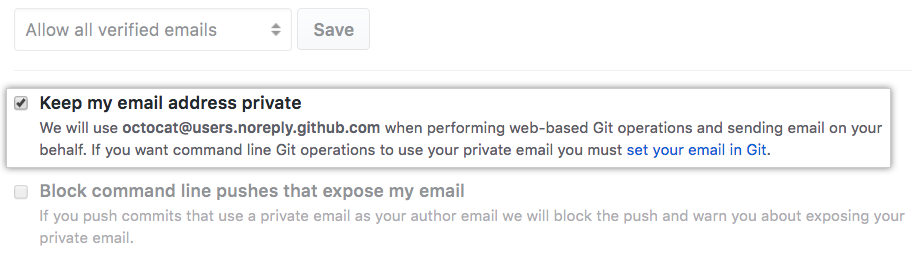 Allow all verified emails
Save
Keep my email address private
We will use octocat@users.noreply.github.com when performing web-based Git operations and sending email on your
behalf. If you want command line Git operations to use your private email you must set your email in Git.
Block command line pushes that expose my email
If you push commits that use a private email as your author email we will block the push and warn you about exposing your
private email.